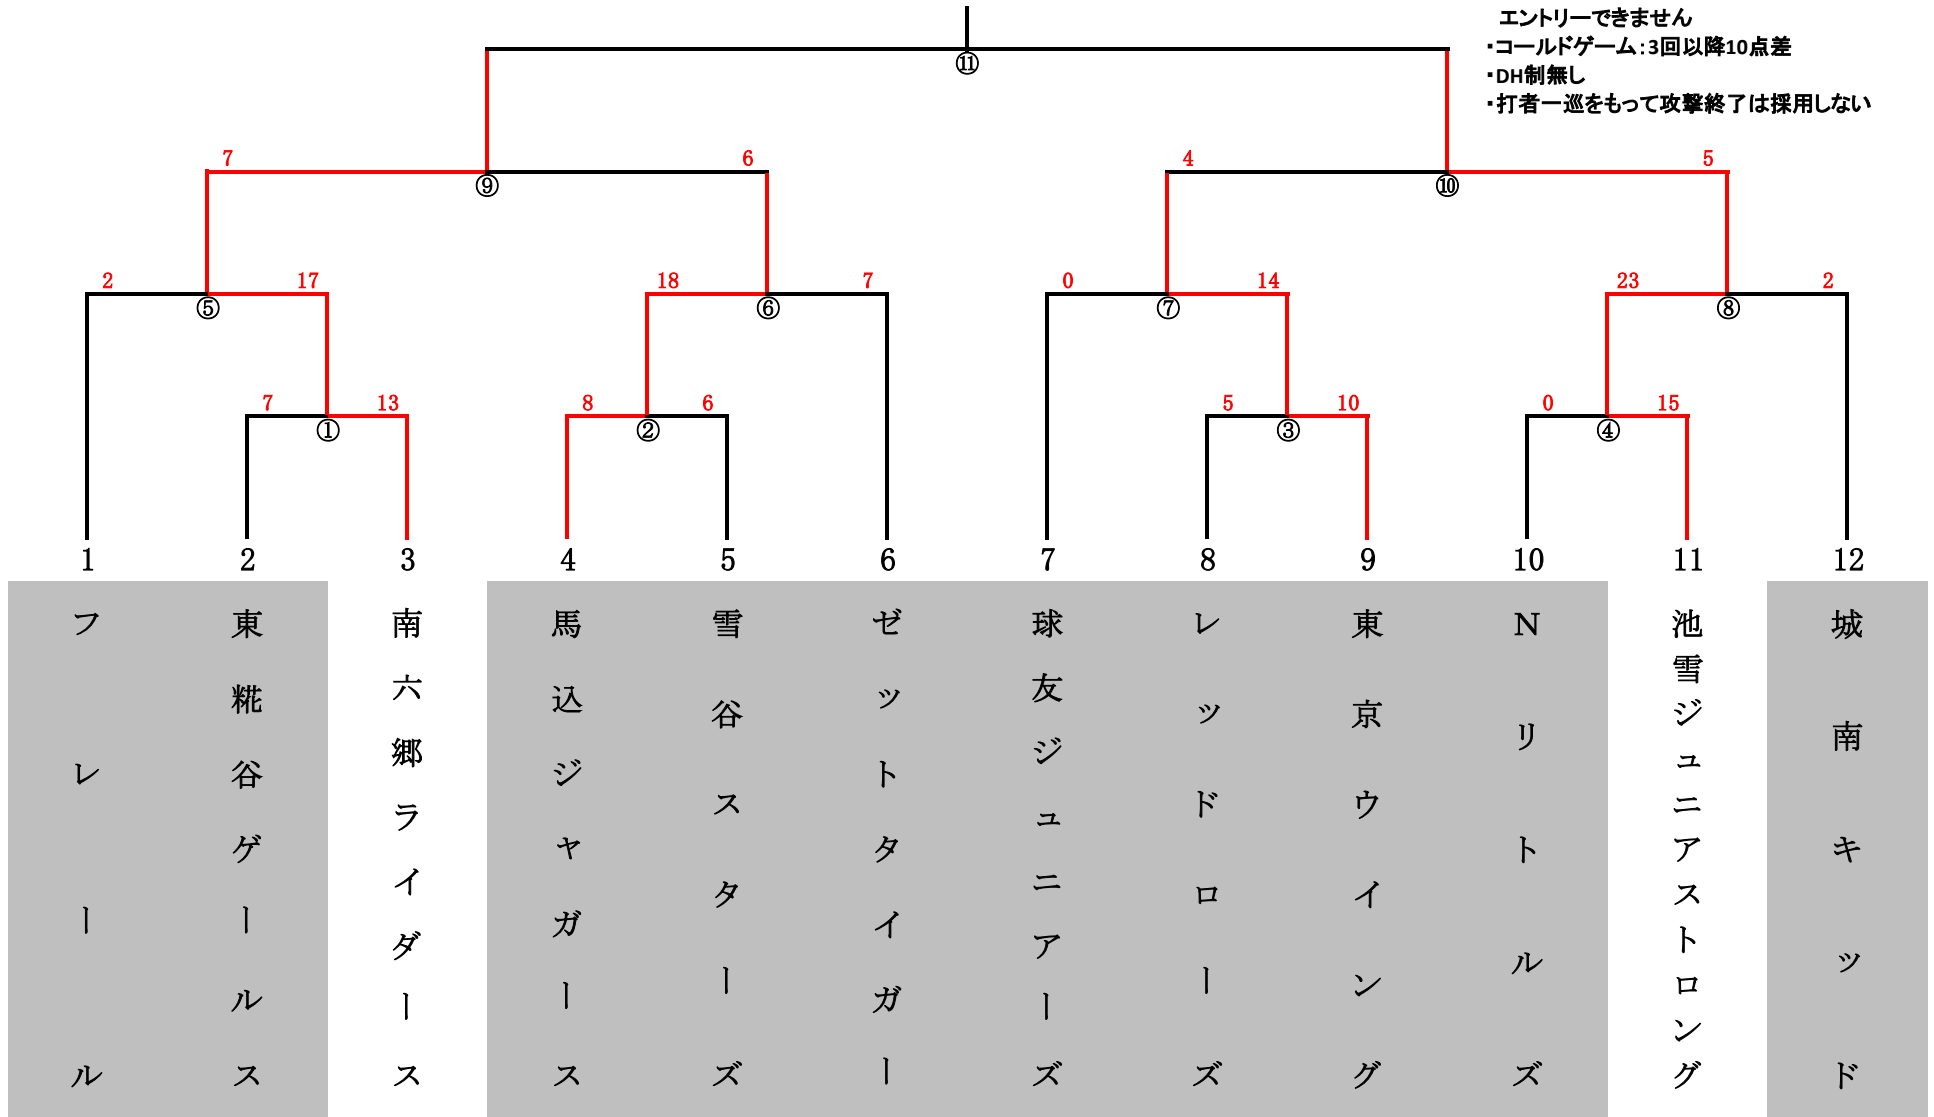 エントリーできません
・コールドゲーム：3回以降10点差
・DH制無し
・打者一巡をもって攻撃終了は採用しない
⑪
7 6 4 5
⑨ ⑩
2 17 18 7 0 14 23 2
⑤ ⑥ ⑦ ⑧
7 13 8 6 5 10 0 15
① ② ③ ④
1 2 3 4 5 6 7 8 9 10 11 12
フレール
東糀谷ゲールス
南六郷ライダース
馬込ジャガース
雪谷スターズ
ゼットタイガー
球友ジュニアーズ
レッドローズ
東京ウイング
Nリトルズ
池雪ジュニアストロング
城南キッド